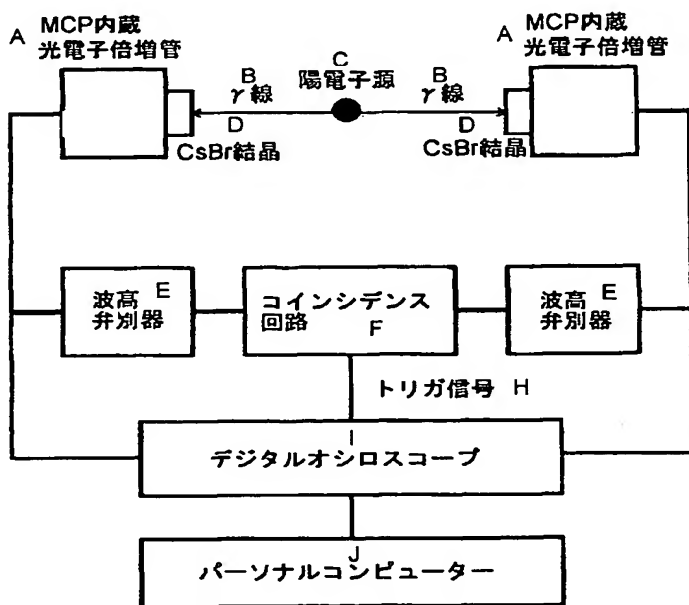 A MCP内蔵
光電子倍増管
A MCP内蔵
光電子倍増管
C
陽電子源
B
γ線
B
γ線
D
CsBr結晶
D
CsBr結晶
波高 E
弁別器
コインシデンス
回路 F
波高 E
弁別器
トリガ信号 H
I
デジタルオシロスコープ
J
パーソナルコンピューター